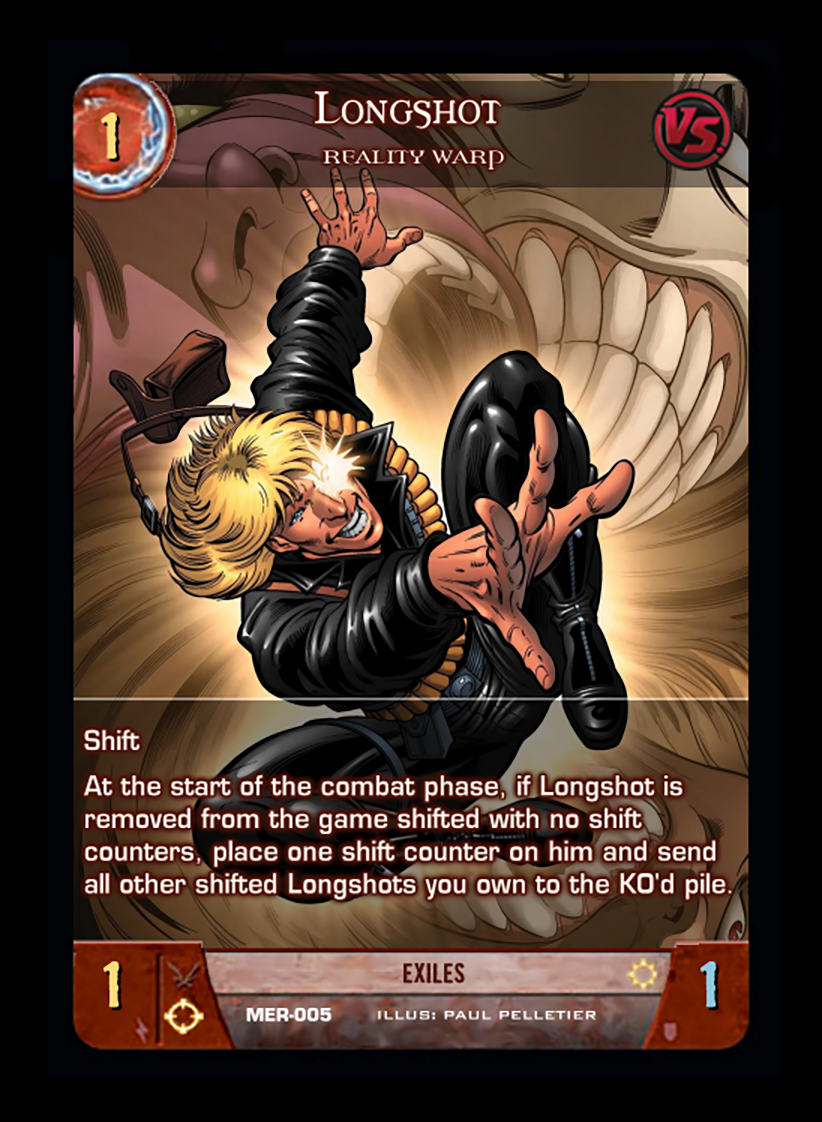 1
LONGSHOT
VS.
REALITY WARP
Shift
At the start of the combat phase, if Longshot is
removed from the game shifted with no shift
counters, place one shift counter on him and send
all other shifted Longshots you own to the KO'd pile.
1
EXILES
1
MER-005 ILLUS: PAUL PELLETIER